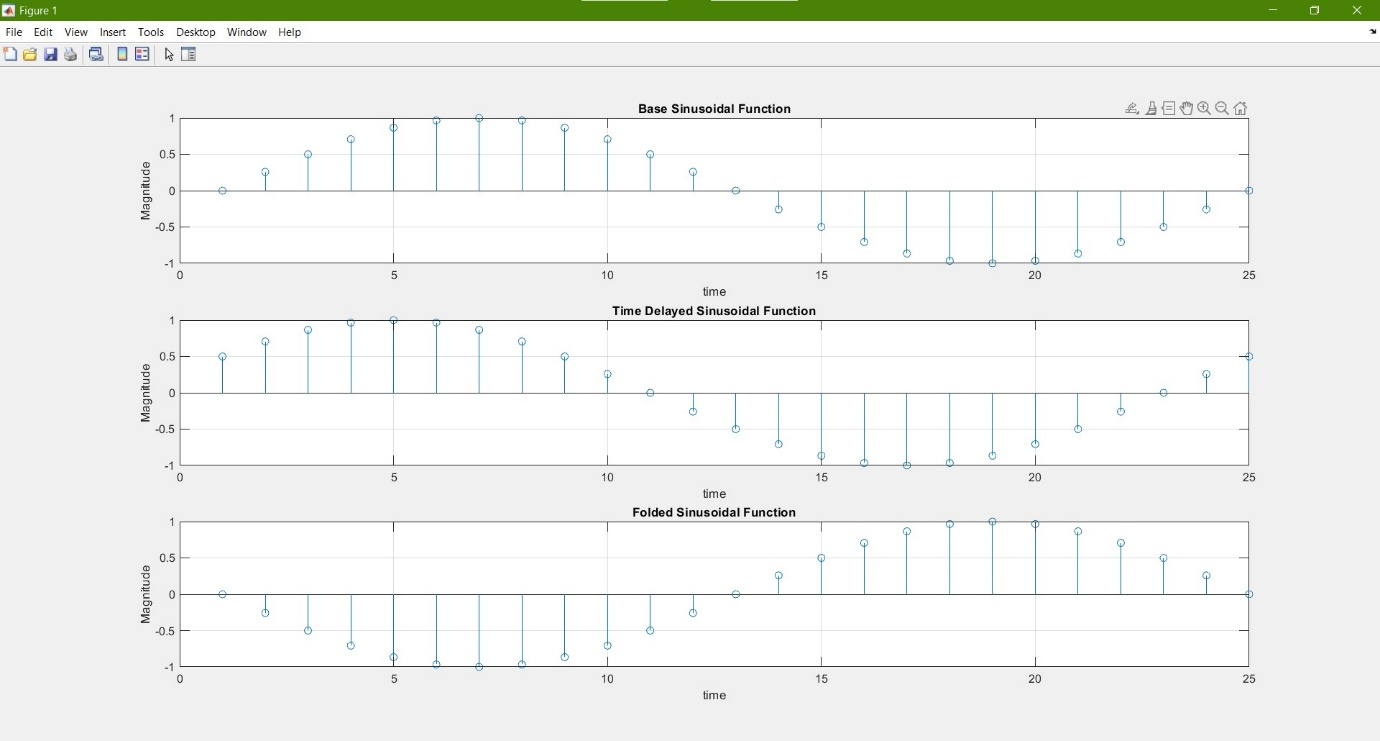 Figure 1
File Edit View Insert Tools Desktop Window Help
Base Sinusoidal Function
1
0.5
0
-0.5
-1
Magnitude
0 5 10 15 20 25
time
Time Delayed Sinusoidal Function
1
0.5
0
-0.5
-1
Magnitude
0 5 10 15 20 25
time
Folded Sinusoidal Function
1
0.5
0
-0.5
-1
Magnitude
0 5 10 15 20 25
time